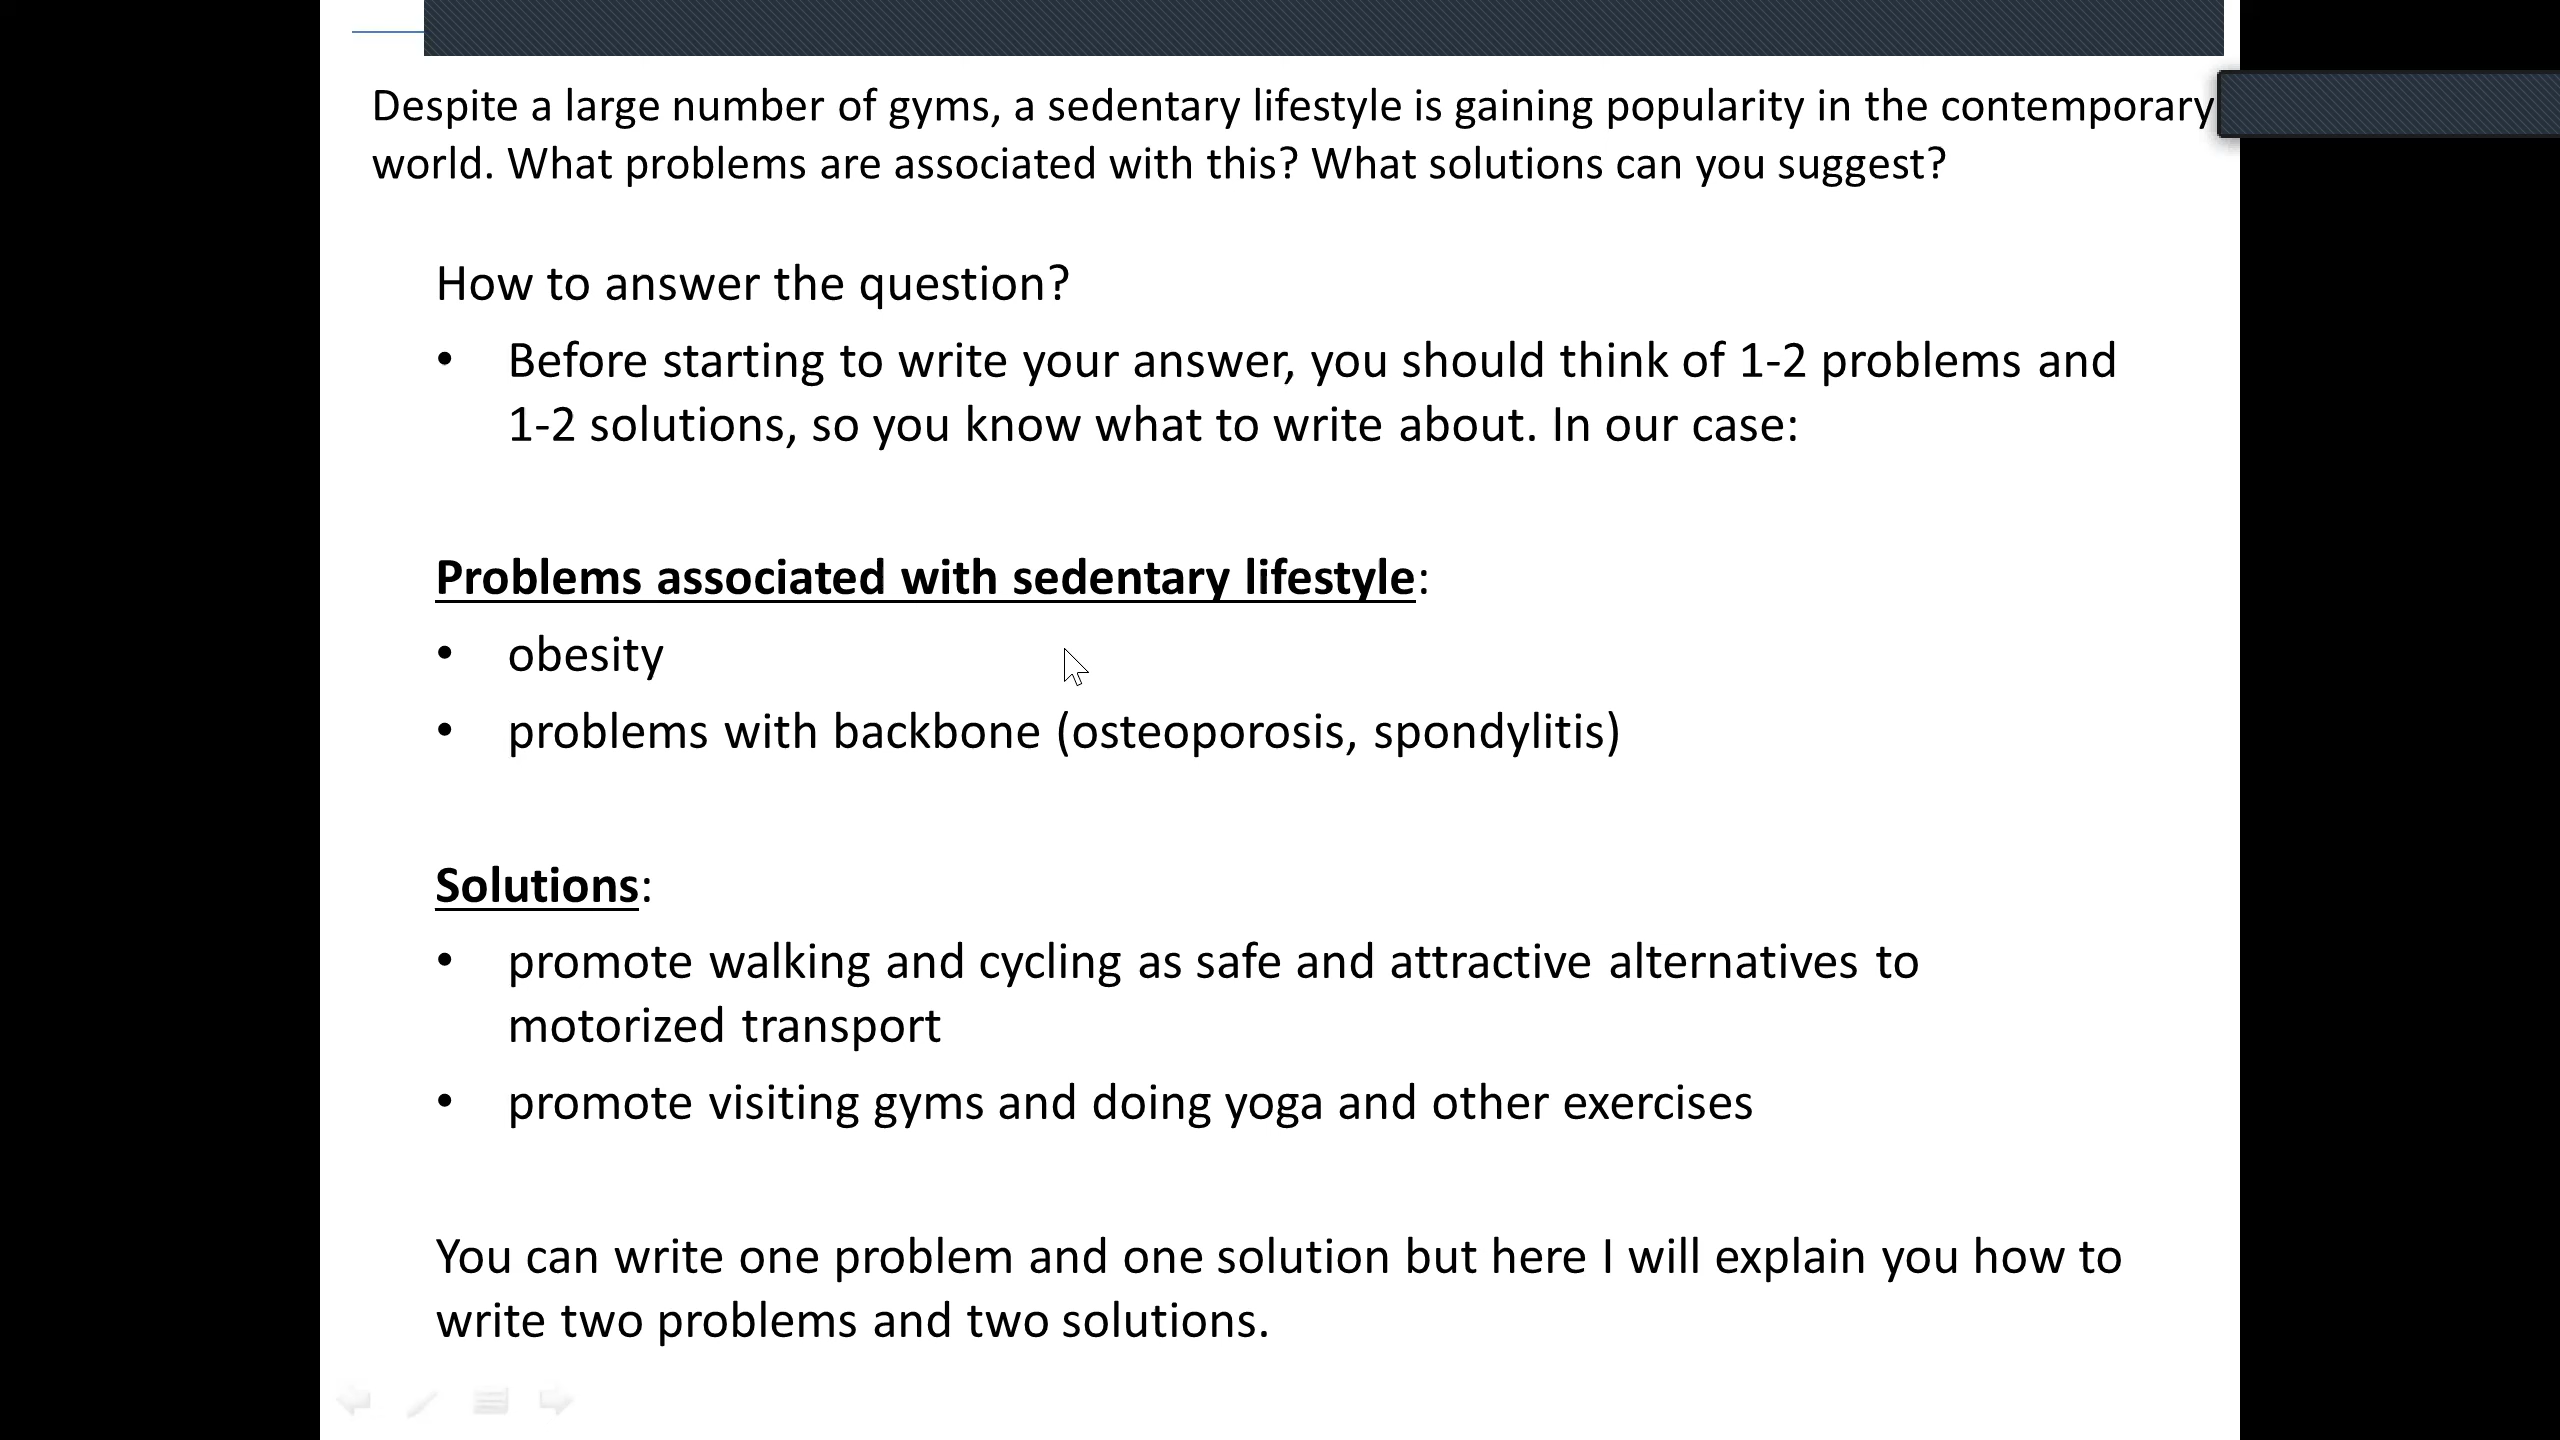 Despite a large number of gyms, a sedentary lifestyle is gaining popularity in the contemporary
world. What problems are associated with this? What solutions can you suggest?
How to answer the question?
• Before starting to write your answer, you should think of 1-2 problems and
1-2 solutions, so you know what to write about. In our case:
Problems associated with sedentary lifestyle:
• obesity
• problems with backbone (osteoporosis, spondylitis)
Solutions:
• promote walking and cycling as safe and attractive alternatives to
motorized transport
• promote visiting gyms and doing yoga and other exercises
You can write one problem and one solution but here I will explain you how to
write two problems and two solutions.